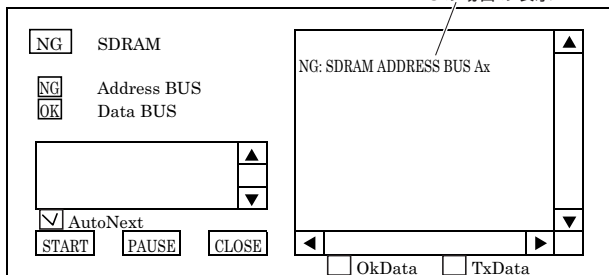 NG SDRAM
NG: SDRAM ADDRESS BUS Ax
NG Address BUS
OK Data BUS
AutoNext
START PAUSE CLOSE
OkData TxData